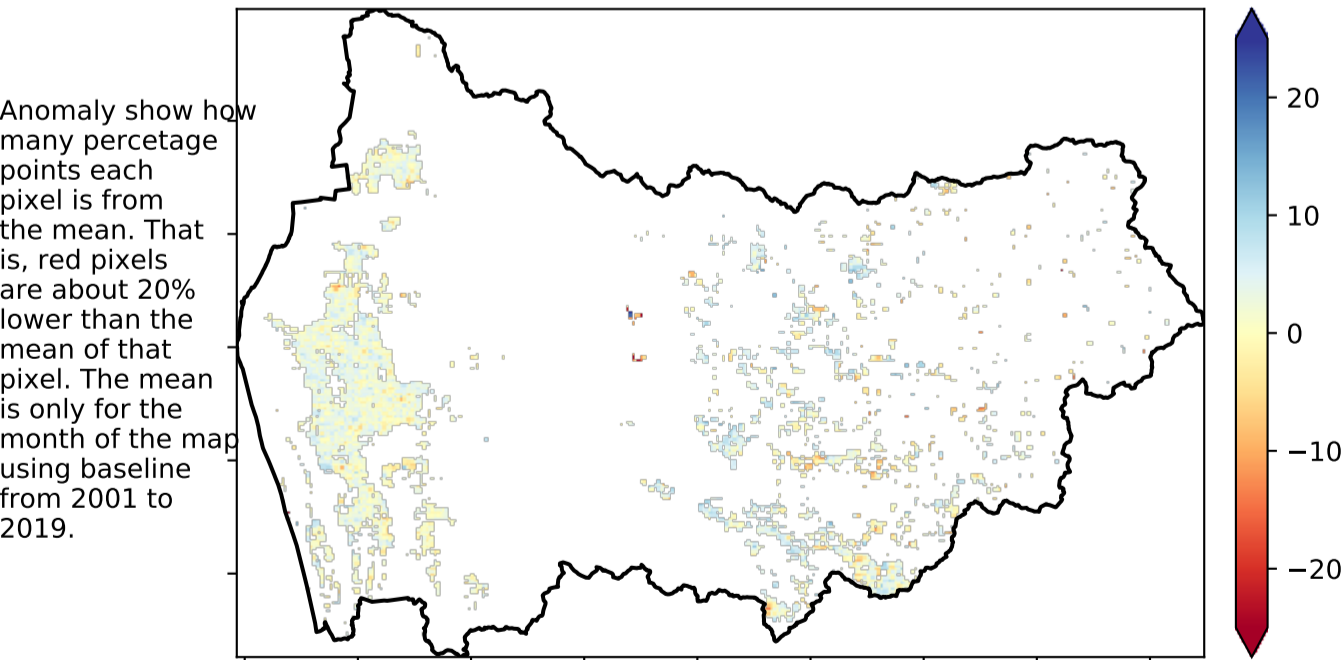 Anomaly show how
many percetage
points each
pixel is from
the mean. That
is, red pixels
are about 20%
lower than the
mean of that
pixel. The mean
is only for the
month of the map
using baseline
from 2001 to
2019.
20
10
0
−10
−20